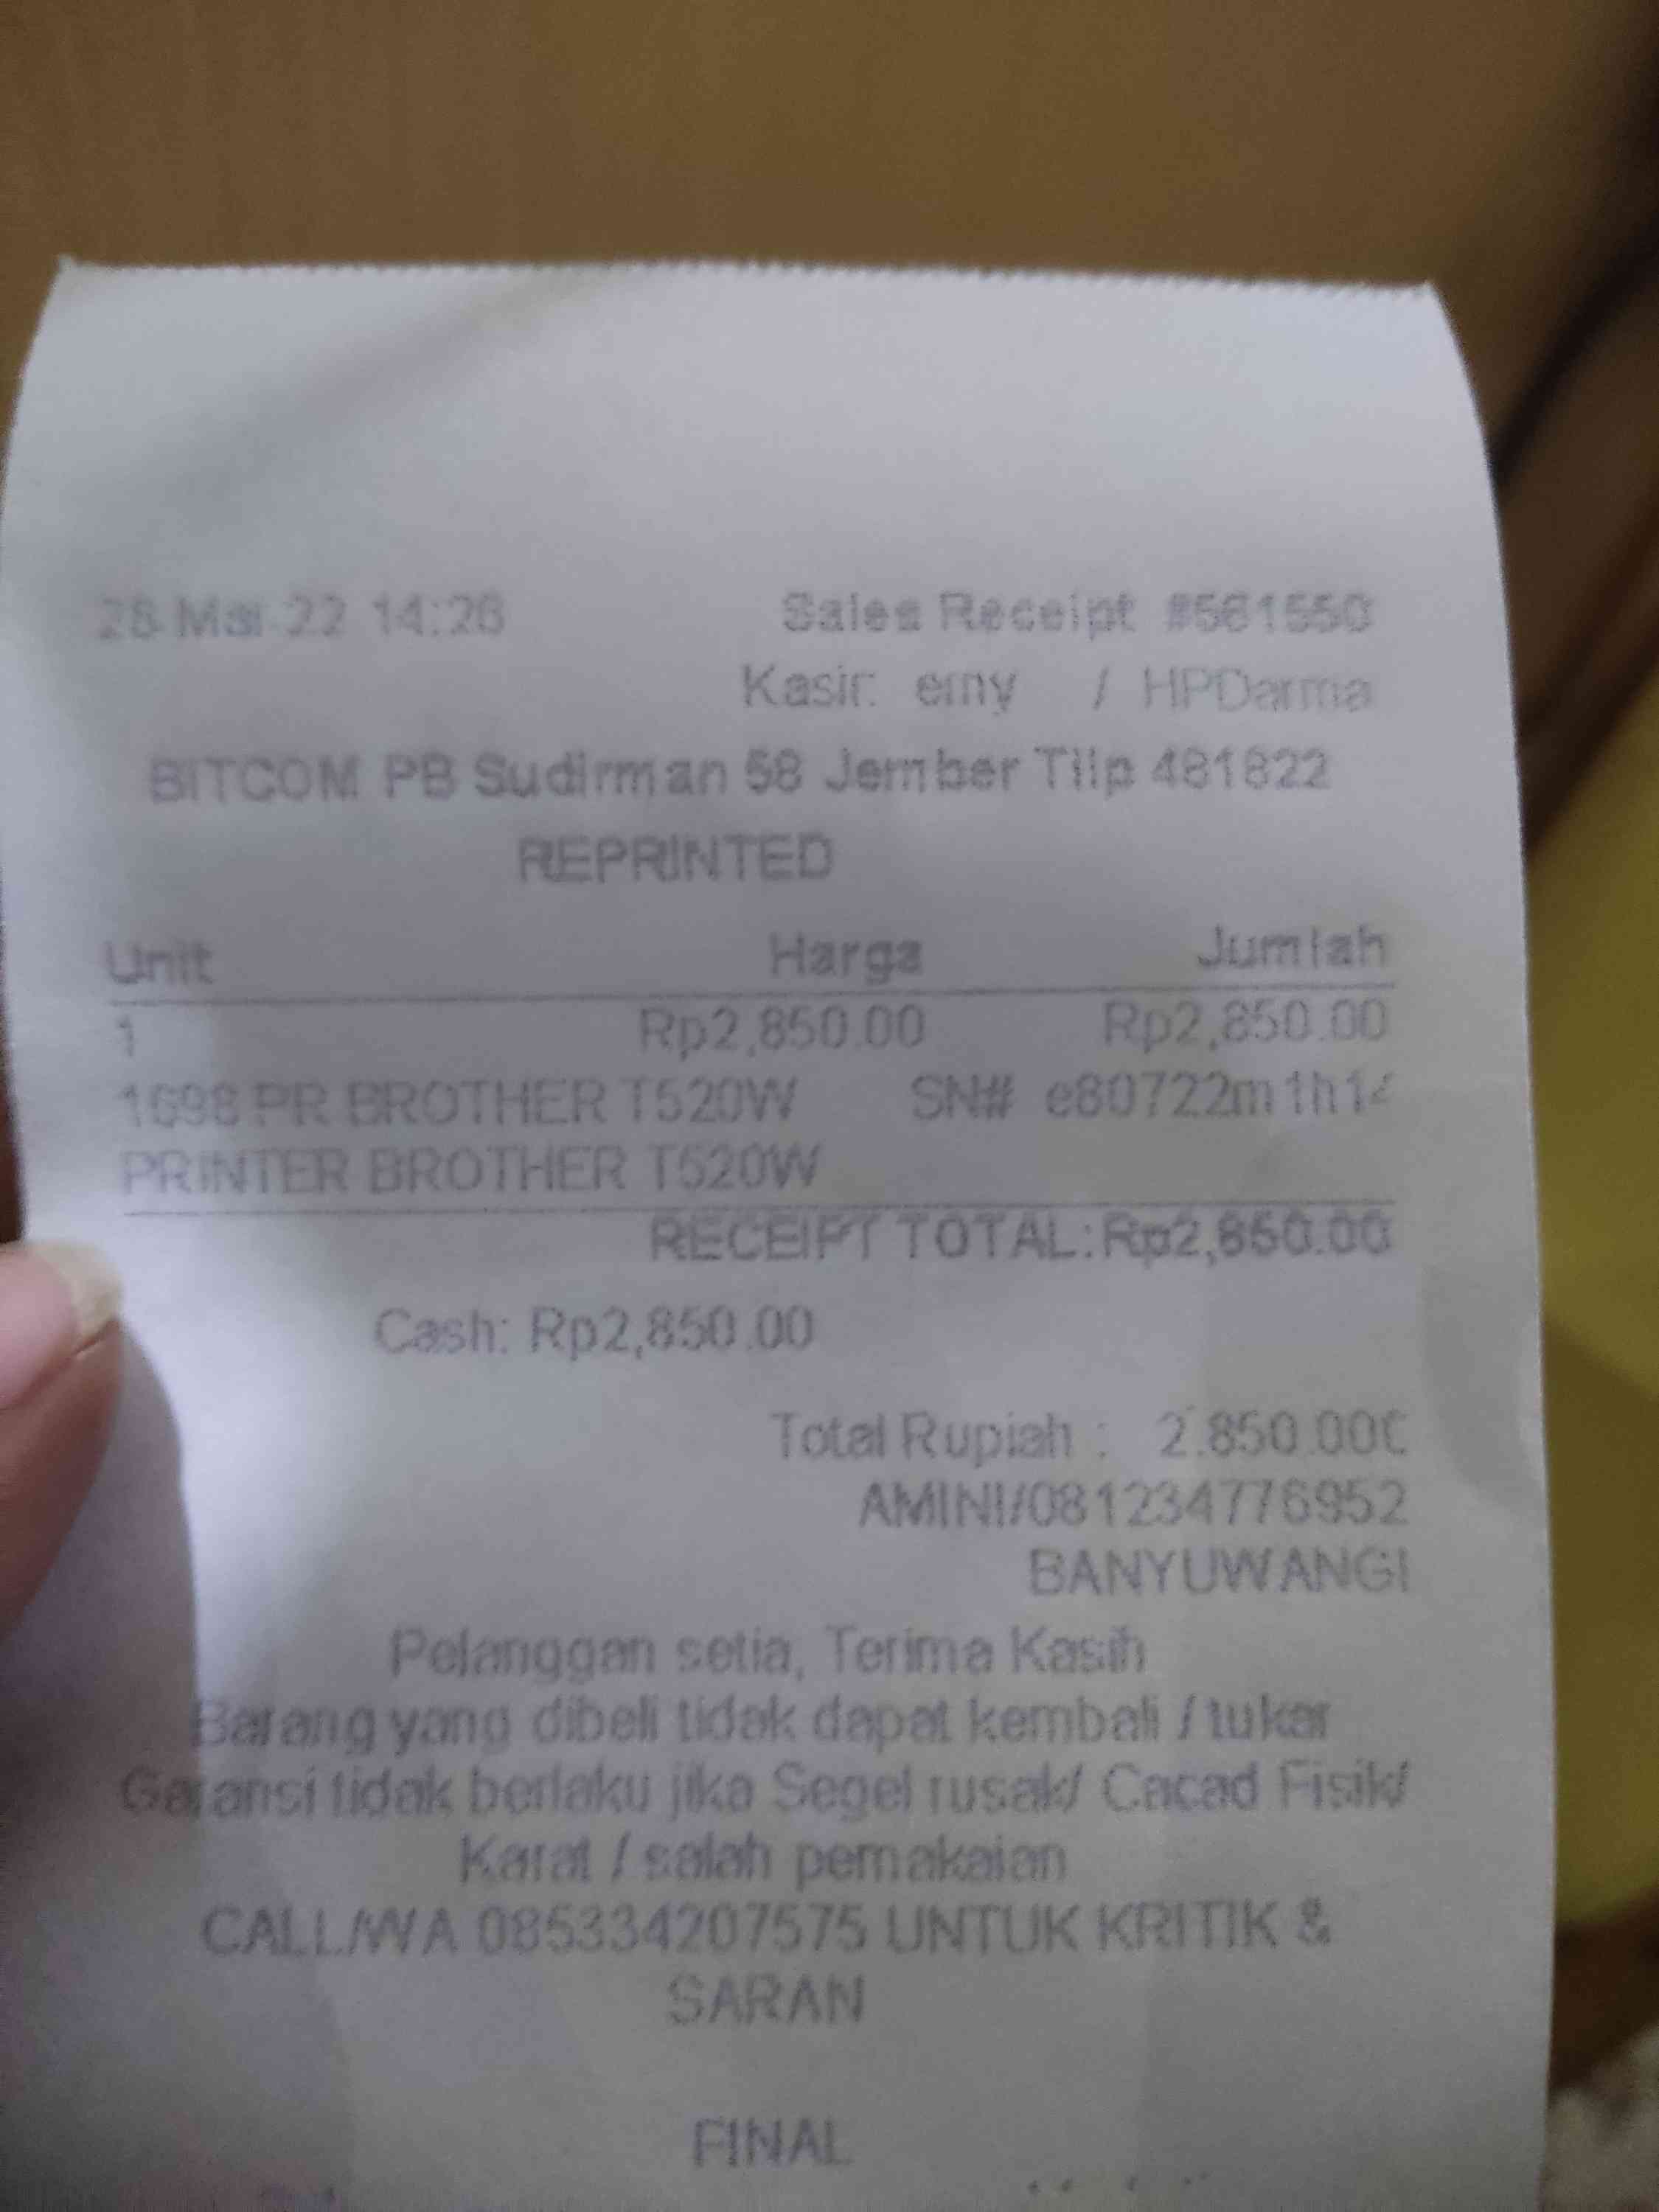 28 Mar 22 14:26 Sales Receipt #561550
Kasir: erny / HPDarma
BITCOM PB Sudirman 58 Jember Tilp 481822
REPRINTED
Unit Harga Jumlah
1 Rp2,850.00 Rp2,850.00
1698 PR BROTHER T520W SN# e80722m1h14
PRINTER BROTHER T520W
RECEIPT TOTAL: Rp2,850.00
Cash: Rp2,850.00
Total Rupiah : 2.850.000
AMINI/081234776952
BANYUWANGI
Pelanggan setia, Terima Kasih
Barang yang dibeli tidak dapat kembali / tukar
Garansi tidak berlaku jika Segel rusak/ Cacad Fisik/
Karat / salah pemakaian
CALL/WA 085334207575 UNTUK KRITIK &
SARAN
FINAL